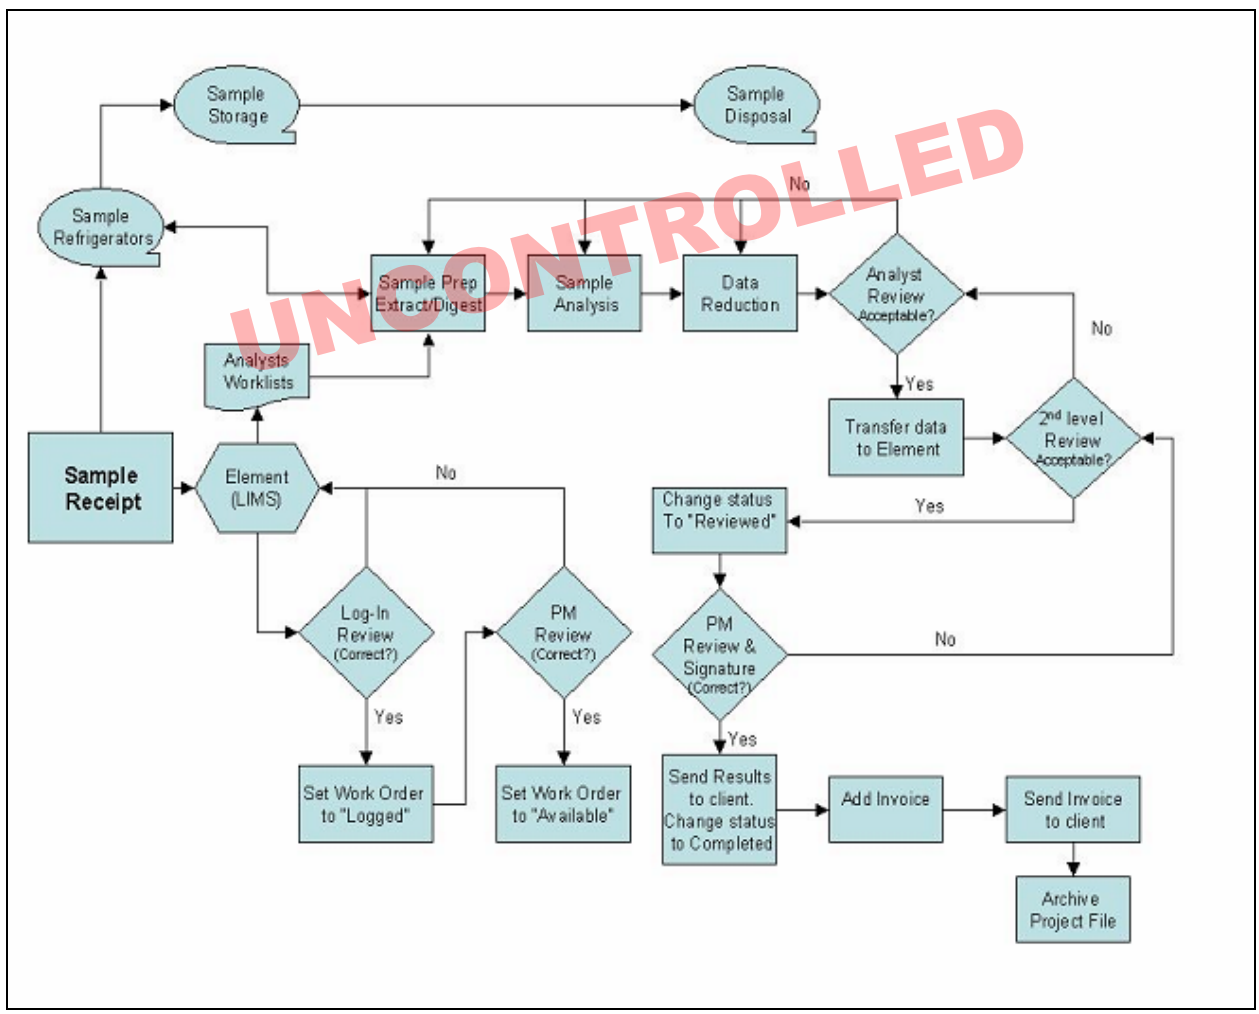 Sample
Storage
Sample
Disposal
UNCONTROLLED
No
Sample
Refrigerators
Sample Prep
Extract/Digest
Sample
Analysis
Data
Reduction
Analyst
Review
Acceptable?
No
Analysts
Worklists
Yes
Transfer data
to Element
2nd level
Review
Acceptable?
Sample
Receipt
Element
(LIMS)
No
Change status
To "Reviewed"
Yes
Log-In
Review
(Correct?)
PM
Review
(Correct?)
PM
Review &
Signature
(Correct?)
No
Yes
Yes
Yes
Set Work Order
to "Logged"
Set Work Order
to "Available"
Send Results
to client.
Change status
to Completed
Add Invoice
Send Invoice
to client
Archive
Project File